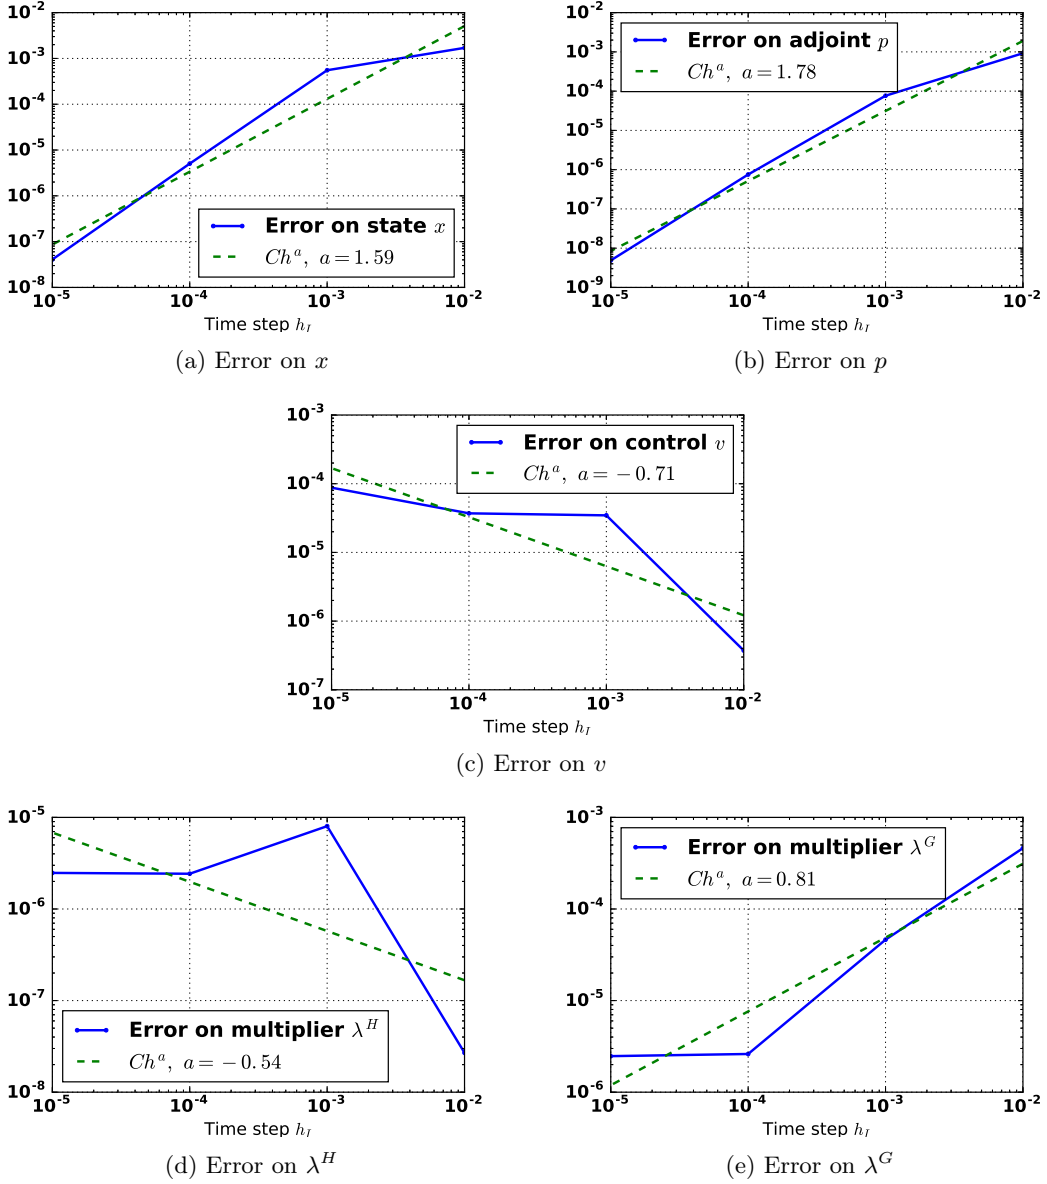 10^-2
10^-3
10^-4
10^-5
10^-6
10^-7
10^-8
Error on state x
Ch^a, a=1.59
10^-5 10^-4 10^-3 10^-2
Time step h_I
(a) Error on x
10^-2
10^-3
10^-4
10^-5
10^-6
10^-7
10^-8
10^-9
Error on adjoint p
Ch^a, a=1.78
10^-5 10^-4 10^-3 10^-2
Time step h_I
(b) Error on p
10^-3
10^-4
10^-5
10^-6
10^-7
Error on control v
Ch^a, a=−0.71
10^-5 10^-4 10^-3 10^-2
Time step h_I
(c) Error on v
10^-5
10^-6
10^-7
10^-8
Error on multiplier λ^H
Ch^a, a=−0.54
10^-5 10^-4 10^-3 10^-2
Time step h_I
(d) Error on λ^H
10^-3
10^-4
10^-5
10^-6
Error on multiplier λ^G
Ch^a, a=0.81
10^-5 10^-4 10^-3 10^-2
Time step h_I
(e) Error on λ^G